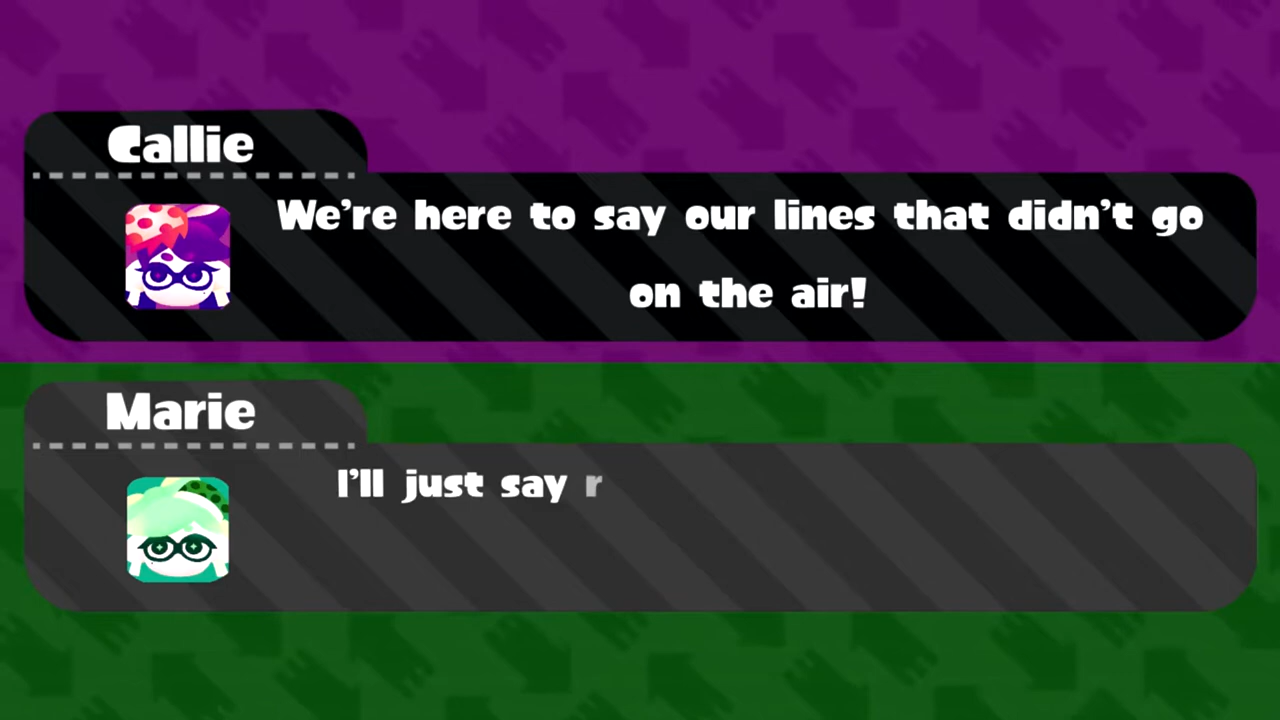 Callie
We're here to say our lines that didn't go
on the air!
Marie
I'll just say r